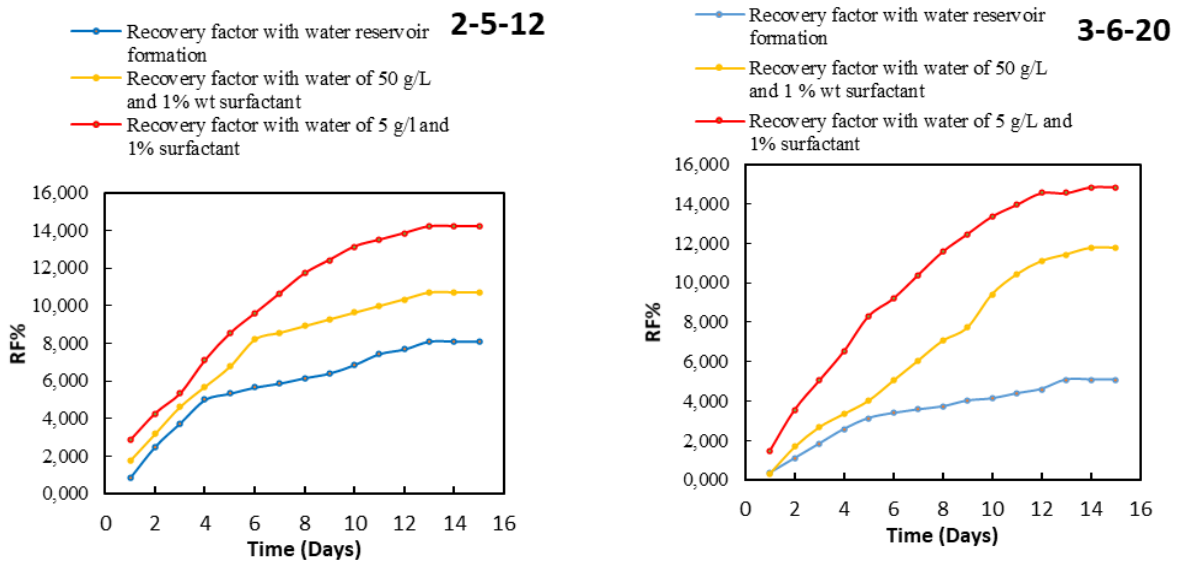 2-5-12
Recovery factor with water reservoir
formation
Recovery factor with water of 50 g/L
and 1% wt surfactant
Recovery factor with water of 5 g/l and
1% surfactant
16,000
14,000
12,000
10,000
8,000
6,000
4,000
2,000
0,000
RF%
0 2 4 6 8 10 12 14 16
Time (Days)
3-6-20
Recovery factor with water reservoir
formation
Recovery factor with water of 50 g/L
and 1 % wt surfactant
Recovery factor with water of 5 g/L and
1% surfactant
16,000
14,000
12,000
10,000
8,000
6,000
4,000
2,000
0,000
RF%
0 2 4 6 8 10 12 14 16
Time (Days)